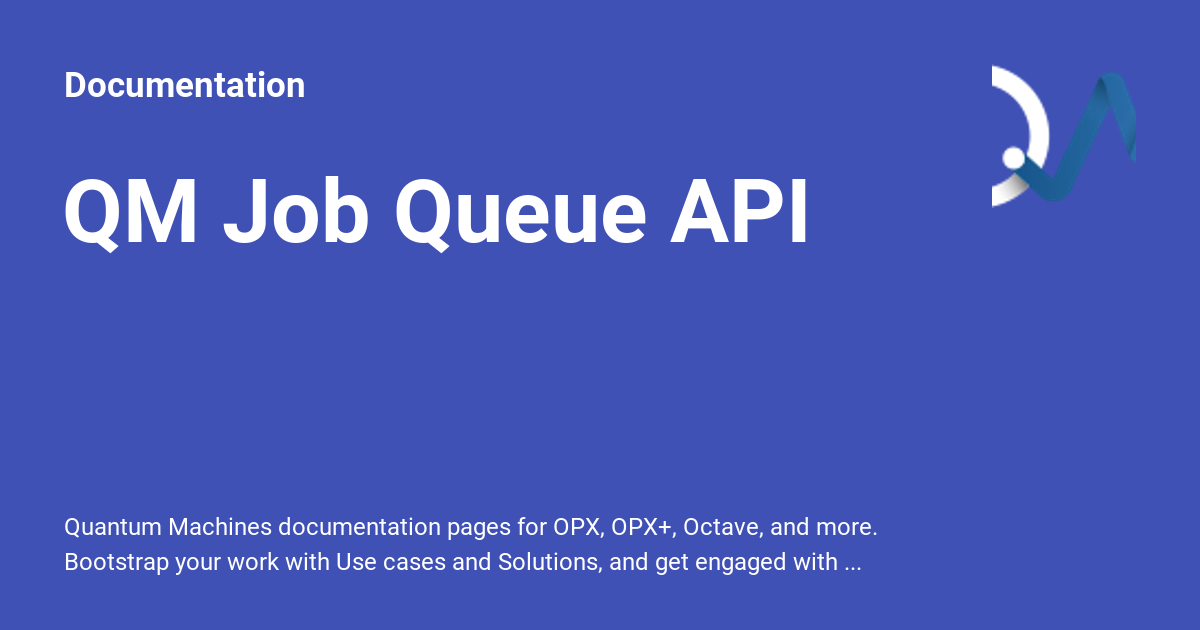 Documentation
QM Job Queue API
Quantum Machines documentation pages for OPX, OPX+, Octave, and more.
Bootstrap your work with Use cases and Solutions, and get engaged with ...